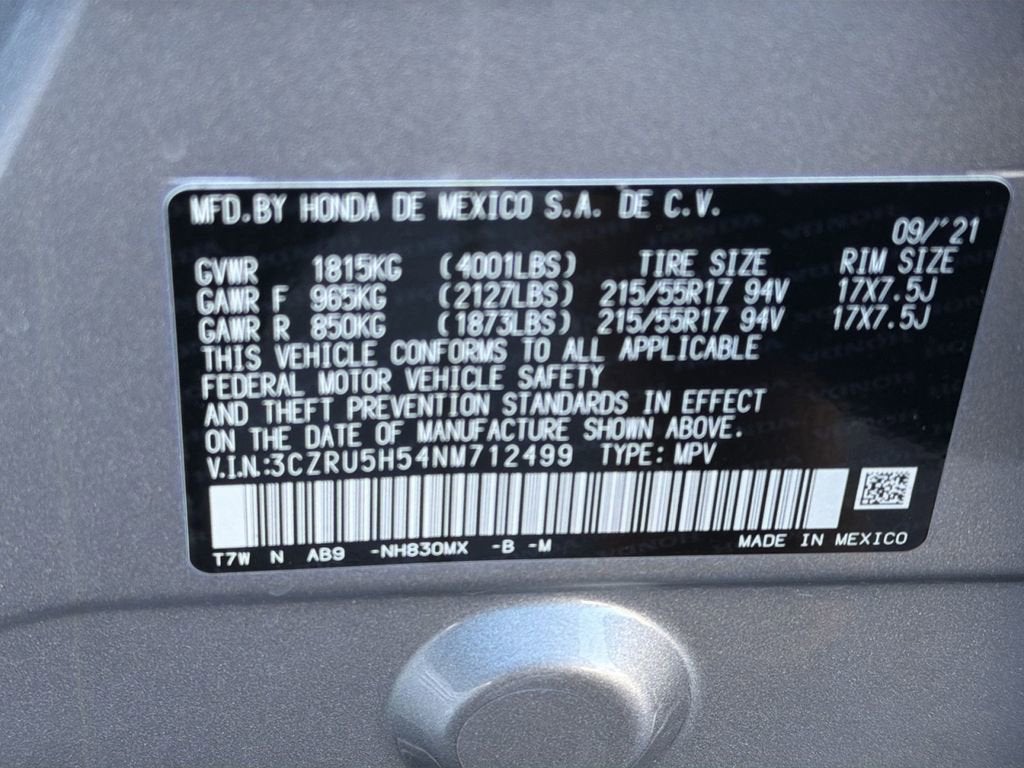 MFD.BY HONDA DE MEXICO S.A. DE C.V.
09/'21
GVWR 1815KG (4001LBS) TIRE SIZE RIM SIZE
GAWR F 965KG (2127LBS) 215/55R17 94V 17X7.5J
GAWR R 850KG (1873LBS) 215/55R17 94V 17X7.5J
THIS VEHICLE CONFORMS TO ALL APPLICABLE
FEDERAL MOTOR VEHICLE SAFETY
AND THEFT PREVENTION STANDARDS IN EFFECT
ON THE DATE OF MANUFACTURE SHOWN ABOVE.
V.I.N.:3CZRU5H54NM712499 TYPE: MPV
T7W N AB9 -NH830MX -B -M MADE IN MEXICO